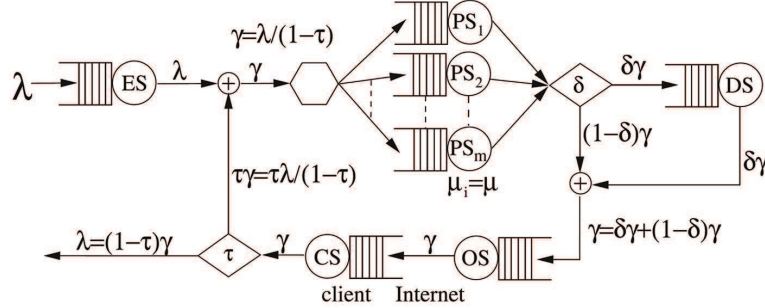 γ=λ/(1−τ)
PS1
λ
ES
λ
+
γ
PS2
δ
δγ
DS
PSm
(1−δ)γ
μi=μ
δγ
τγ=τλ/(1−τ)
+
γ=δγ+(1−δ)γ
λ=(1−τ)γ
τ
γ
CS
γ
OS
client Internet